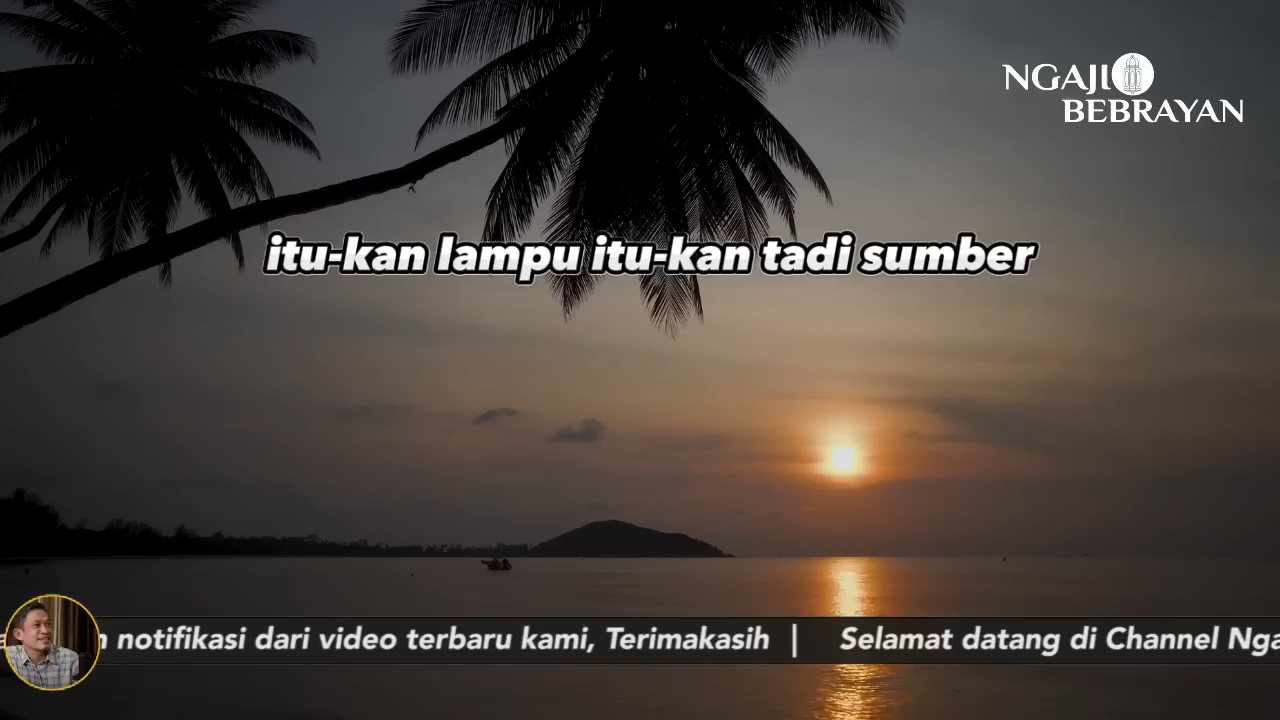 NGAJI
BEBRAYAN
itu-kan lampu itu-kan tadi sumber
notifikasi dari video terbaru kami, Terimakasih | Selamat datang di Channel